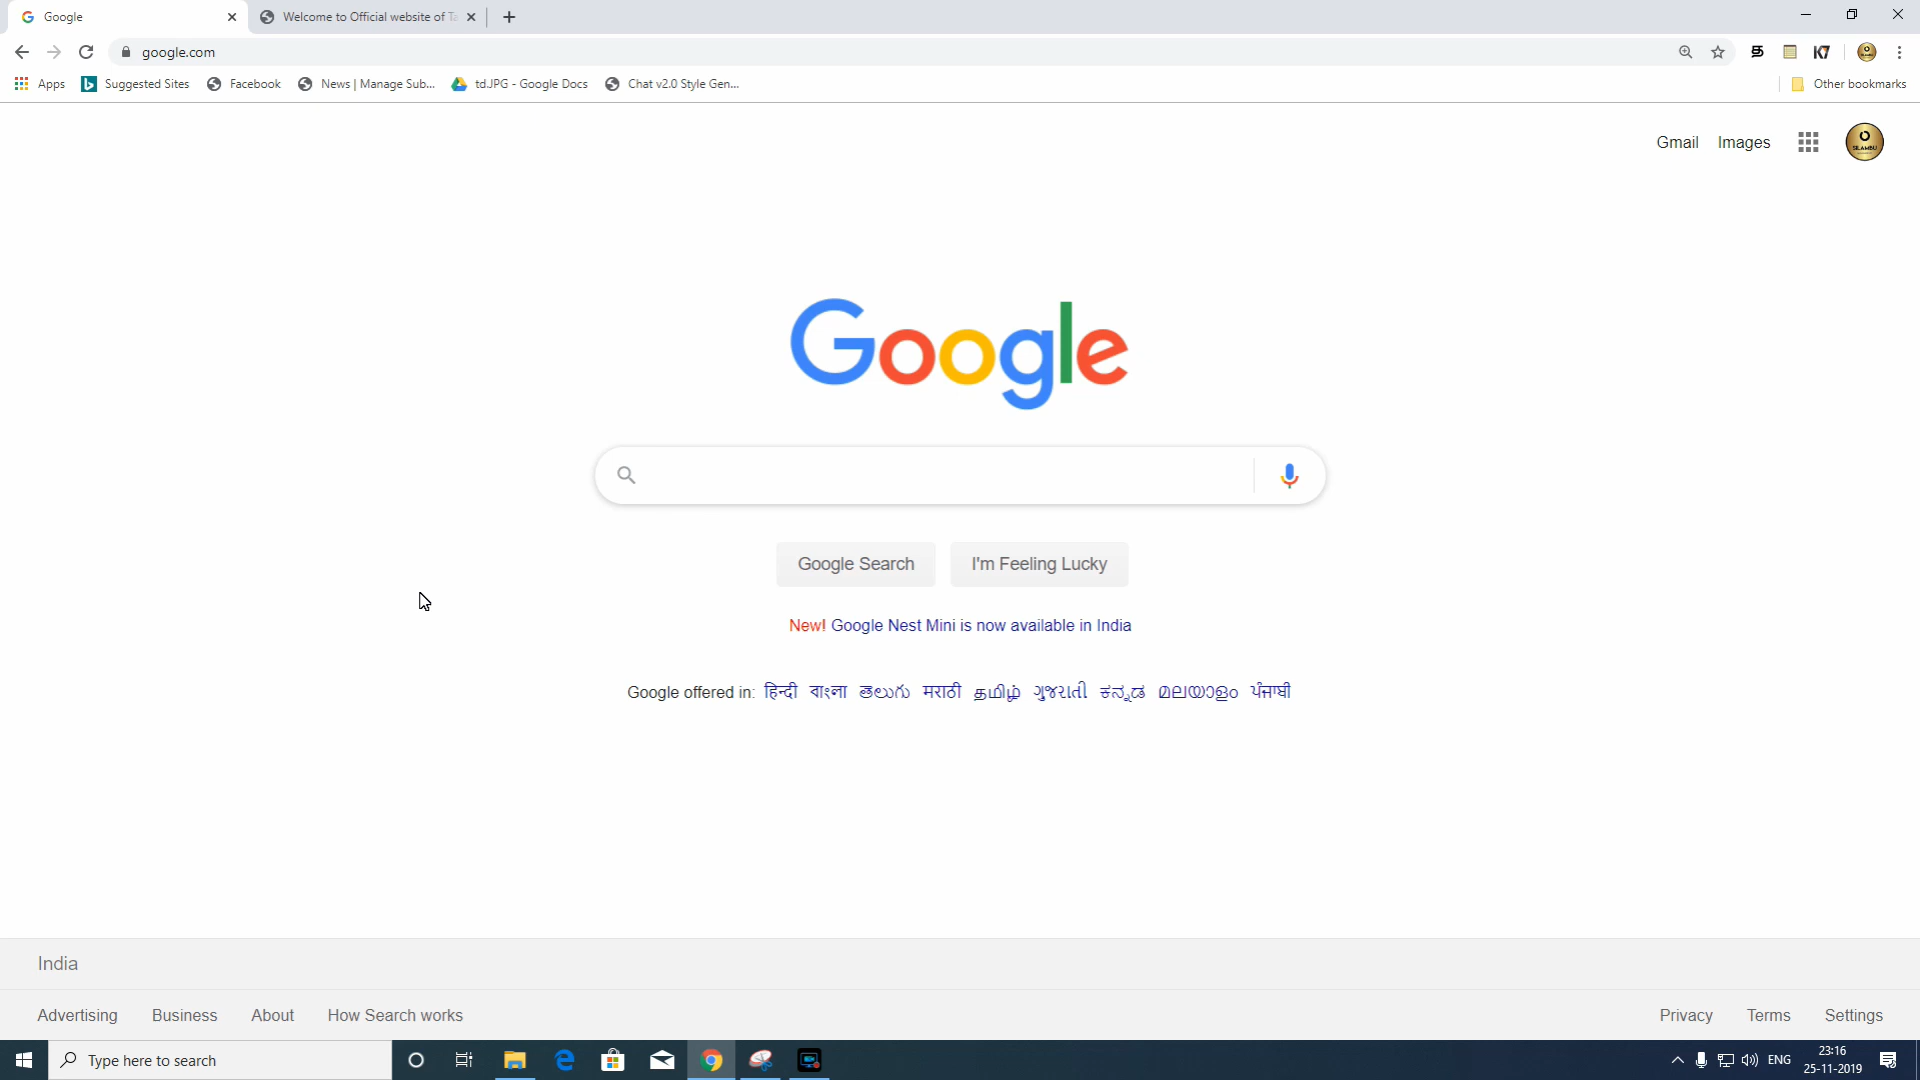 Google
Welcome to Official website of Ta
google.com
K7
Apps
Suggested Sites
Facebook
News | Manage Sub...
td.JPG - Google Docs
Chat v2.0 Style Gen...
Other bookmarks
Gmail
Images
SILAMBU
Google
Google Search
I'm Feeling Lucky
New! Google Nest Mini is now available in India
Google offered in: हिन्दी বাংলা తెలుగు मराठी தமிழ் ગુજરાતી ಕನ್ನಡ മലയാളം ਪੰਜਾਬੀ
India
Advertising Business About How Search works
Privacy Terms Settings
Type here to search
ENG
23:16
25-11-2019